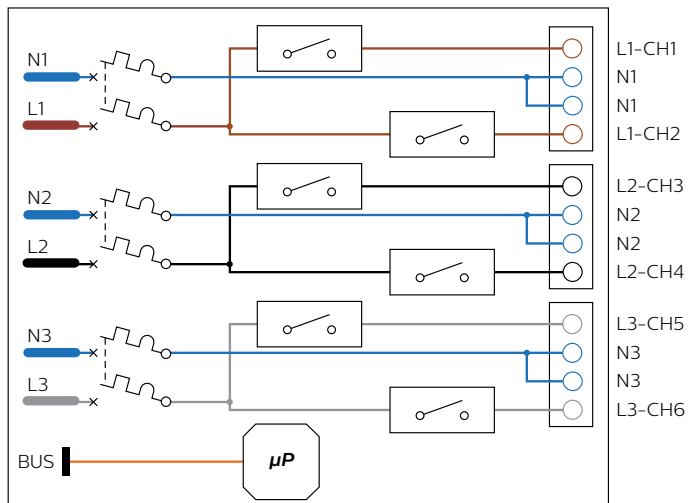 N1
L1
L1-CH1
N1
N1
L1-CH2
N2
L2
L2-CH3
N2
N2
L2-CH4
N3
L3
L3-CH5
N3
N3
L3-CH6
BUS
µP